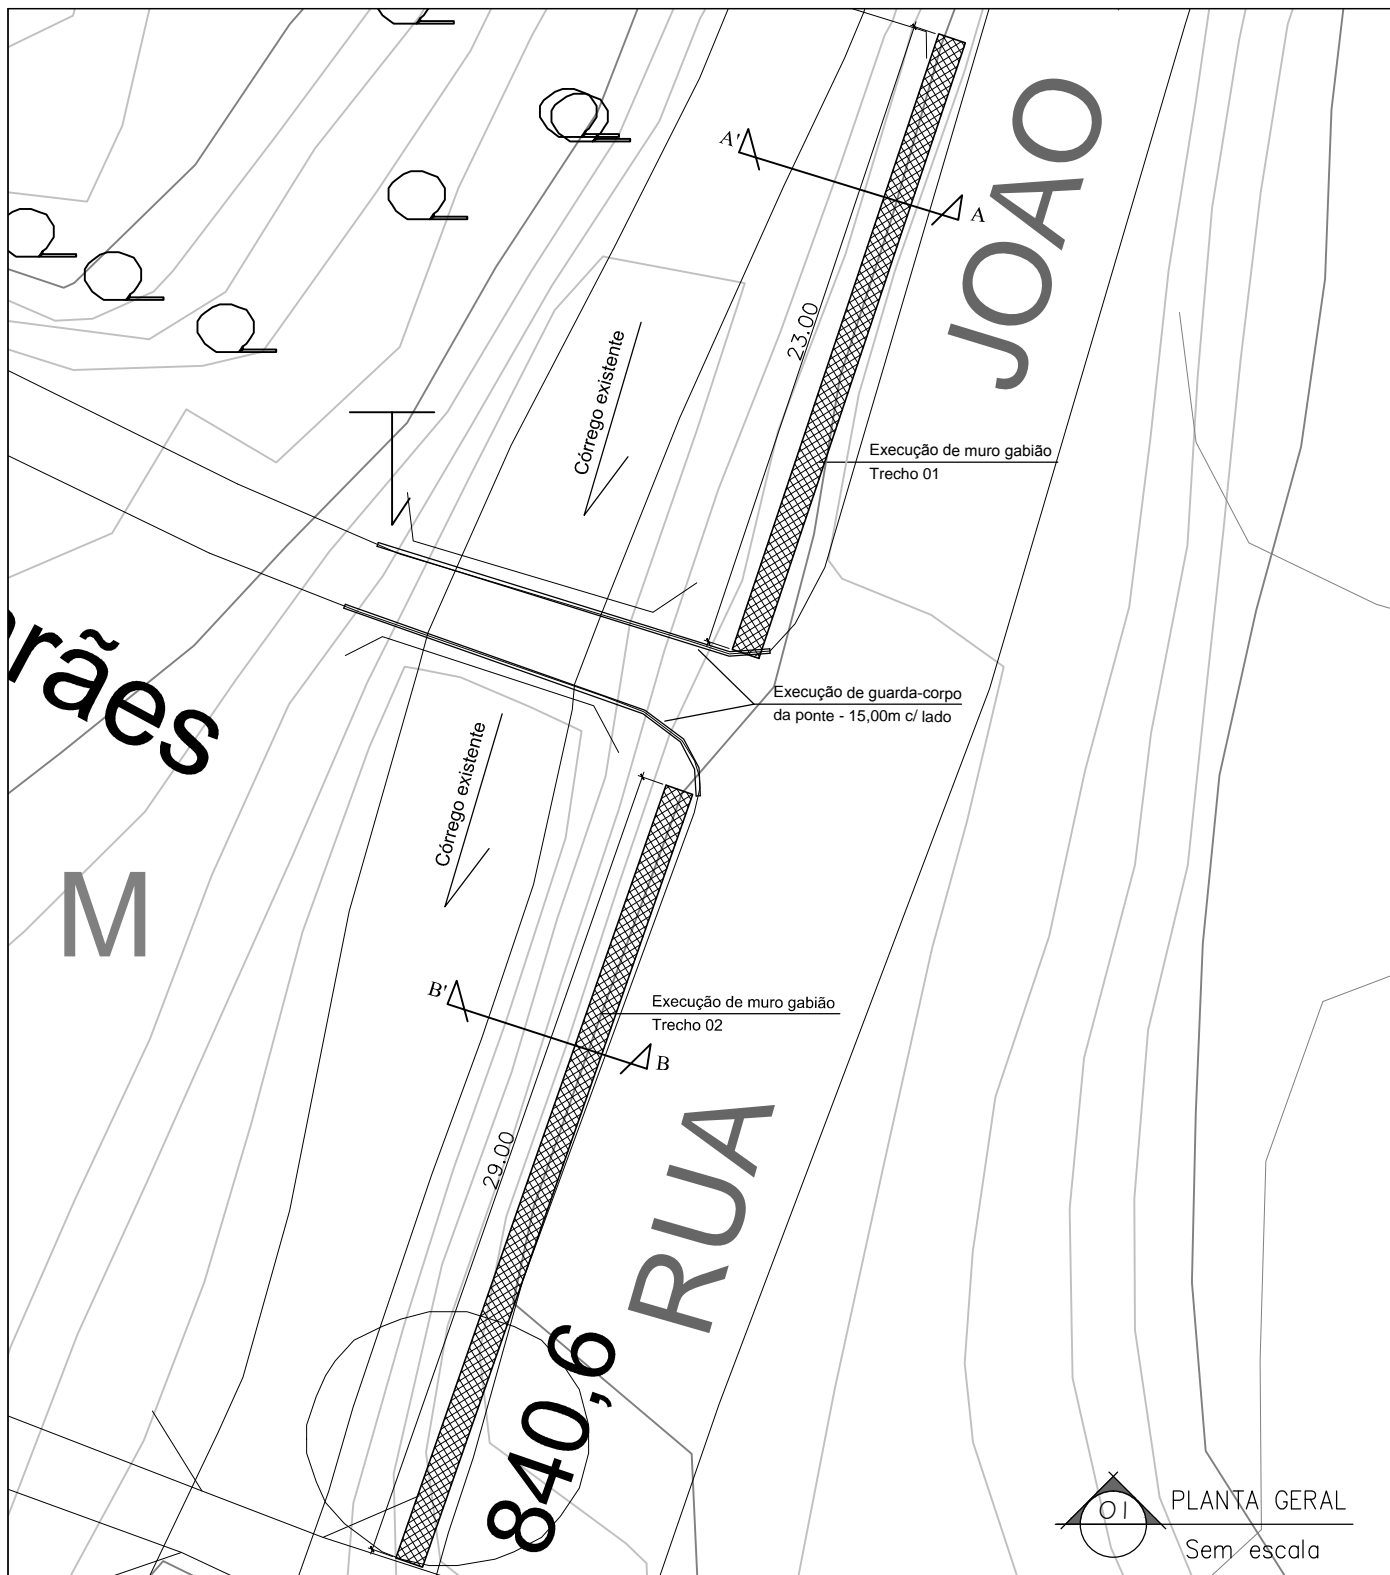 A'
A
JOAO
23.00
Córrego existente
Execução de muro gabião
Trecho 01
rães
Execução de guarda-corpo
da ponte - 15,00m c/ lado
Córrego existente
M
B'
B
Execução de muro gabião
Trecho 02
29.00
RUA
840,6
01
PLANTA GERAL
Sem escala